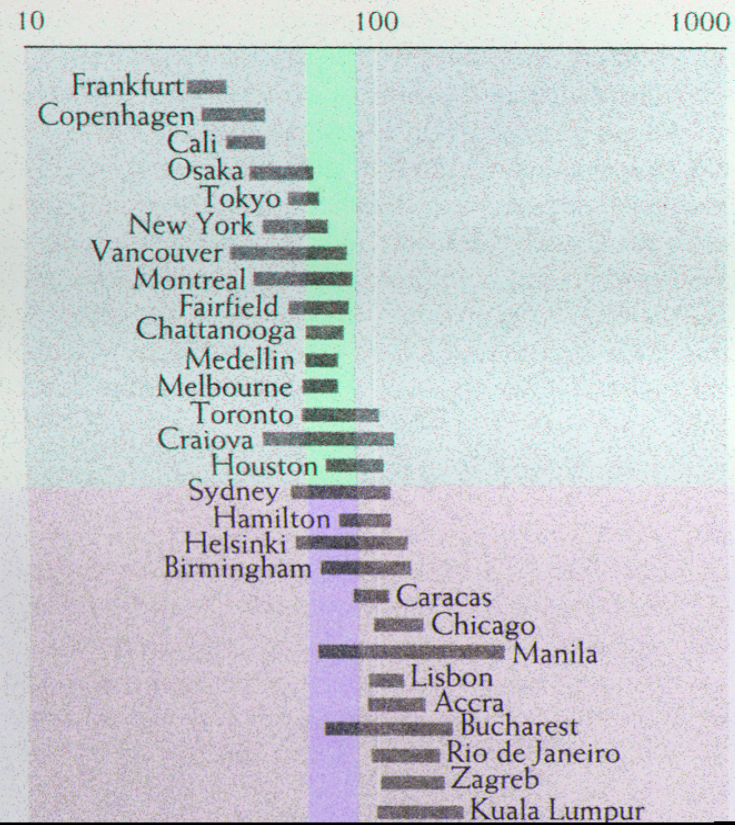 10 100 1000
Frankfurt
Copenhagen
Cali
Osaka
Tokyo
New York
Vancouver
Montreal
Fairfield
Chattanooga
Medellin
Melbourne
Toronto
Craiova
Houston
Sydney
Hamilton
Helsinki
Birmingham
Caracas
Chicago
Manila
Lisbon
Accra
Bucharest
Rio de Janeiro
Zagreb
Kuala Lumpur